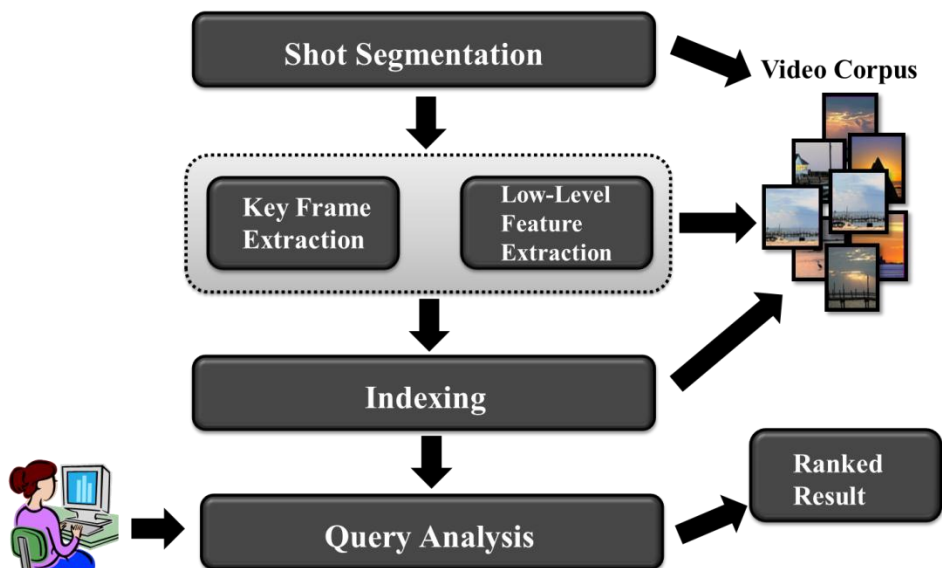 Shot Segmentation
Video Corpus
Key Frame
Extraction
Low-Level
Feature
Extraction
Indexing
Ranked
Result
Query Analysis